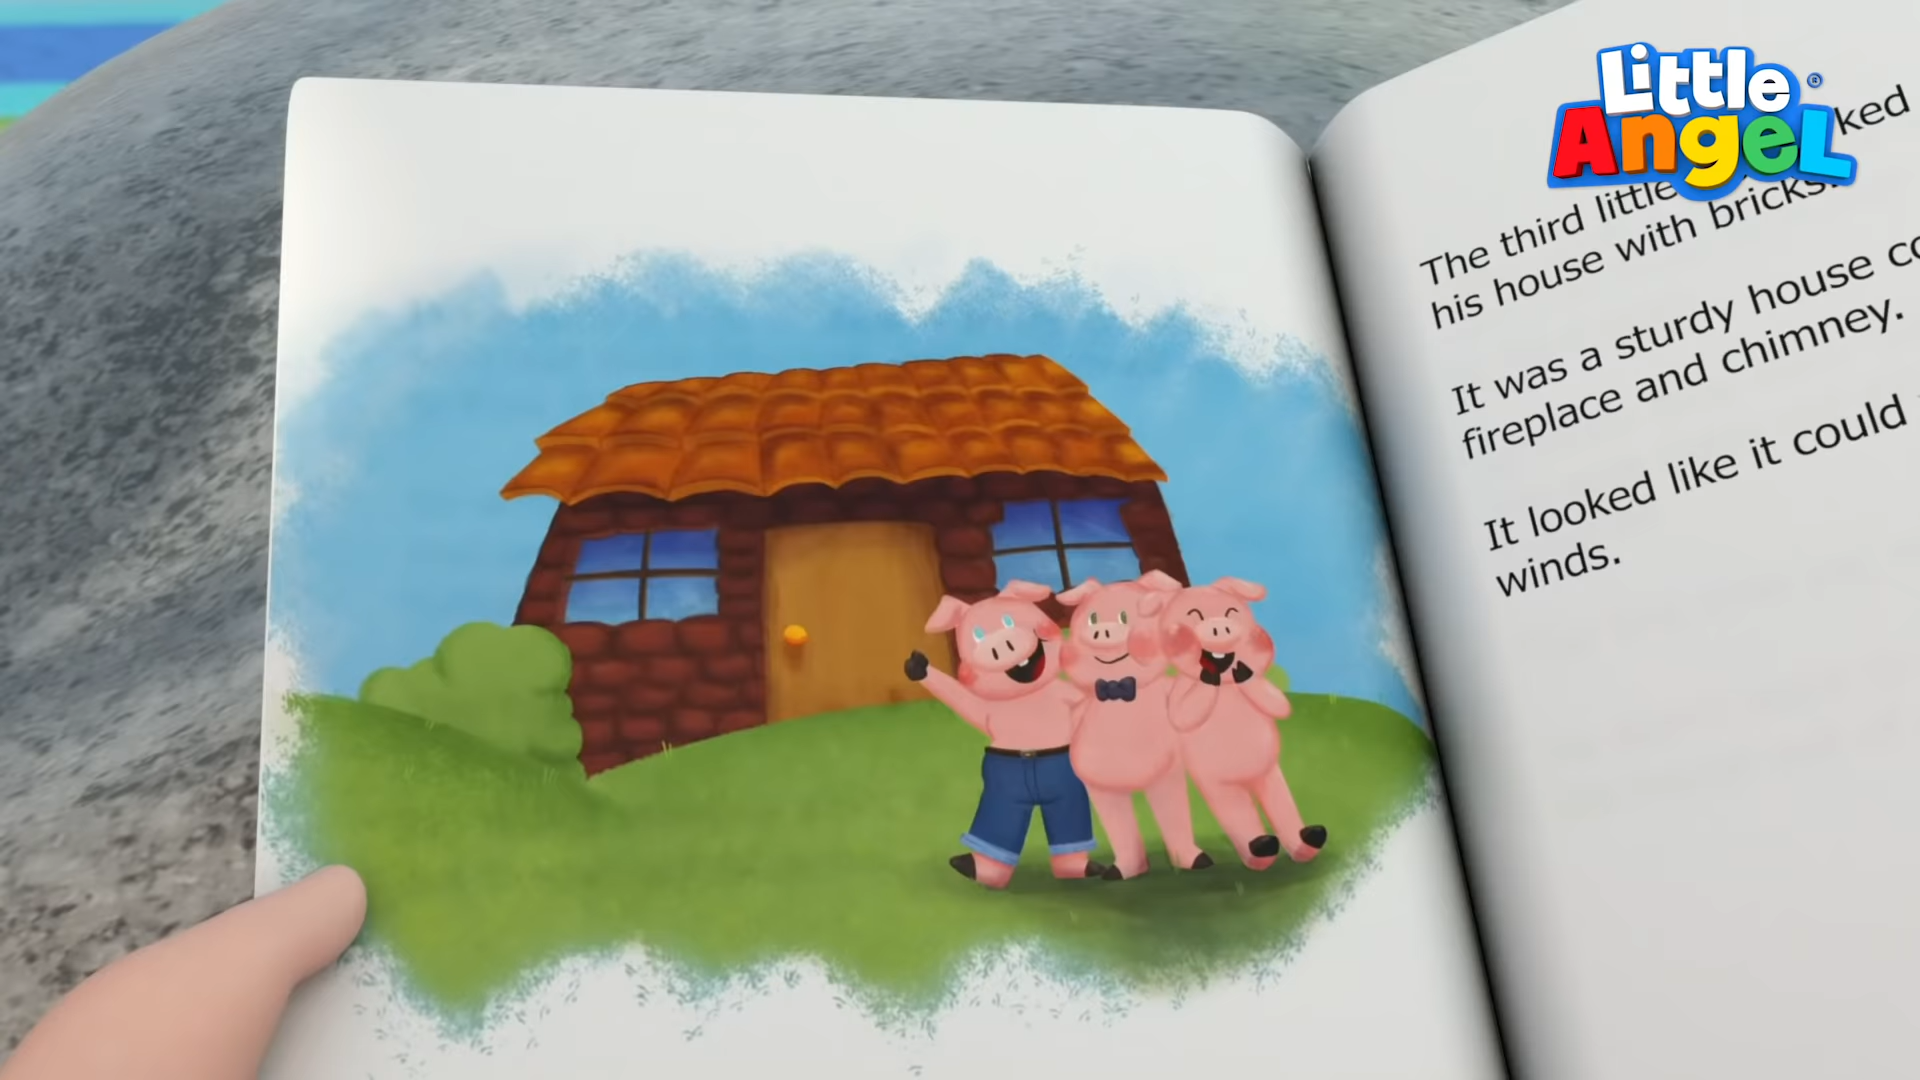 Little
Angel
®
ked
The third little
his house with bricks.
It was a sturdy house
fireplace and chimney.
It looked like it could
winds.